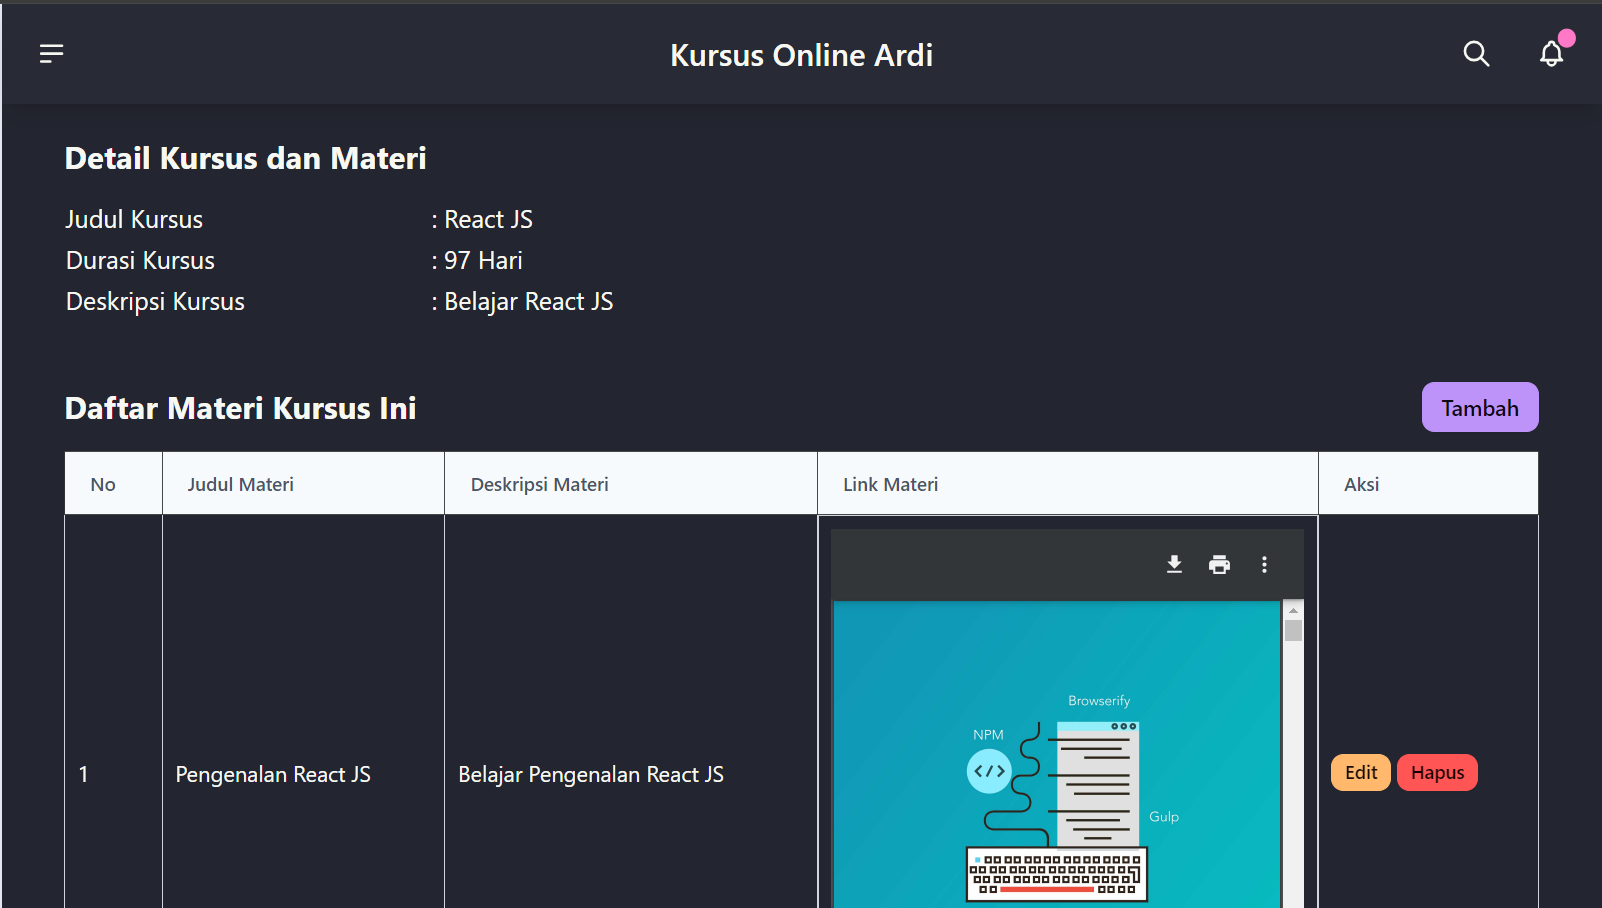 Kursus Online Ardi
Detail Kursus dan Materi
Judul Kursus : React JS
Durasi Kursus : 97 Hari
Deskripsi Kursus : Belajar React JS
Daftar Materi Kursus Ini Tambah
No Judul Materi Deskripsi Materi Link Materi Aksi
Browserify
NPM
</>
1 Pengenalan React JS Belajar Pengenalan React JS Edit Hapus
Gulp